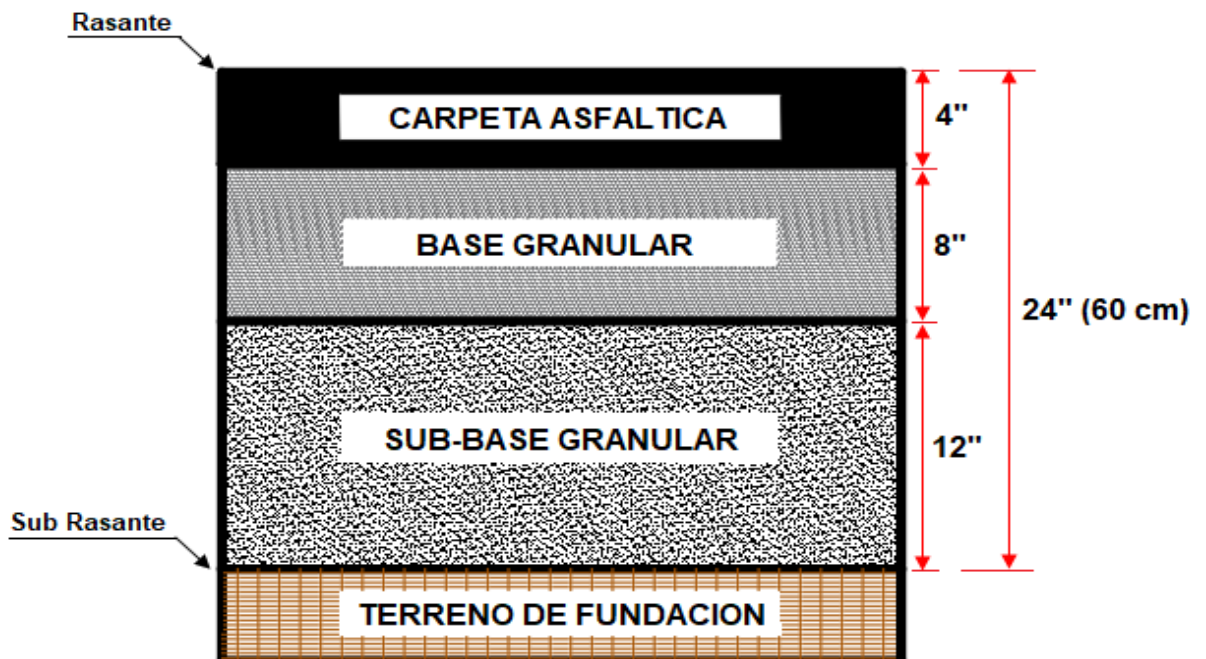 Rasante
CARPETA ASFALTICA
4"
BASE GRANULAR
8"
24" (60 cm)
SUB-BASE GRANULAR
12"
Sub Rasante
TERRENO DE FUNDACION